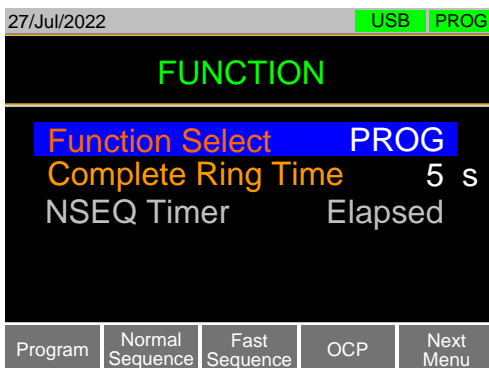 27/Jul/2022 USB PROG
FUNCTION
Function Select PROG
Complete Ring Time 5 s
NSEQ Timer Elapsed
Program Normal Sequence Fast Sequence OCP Next Menu